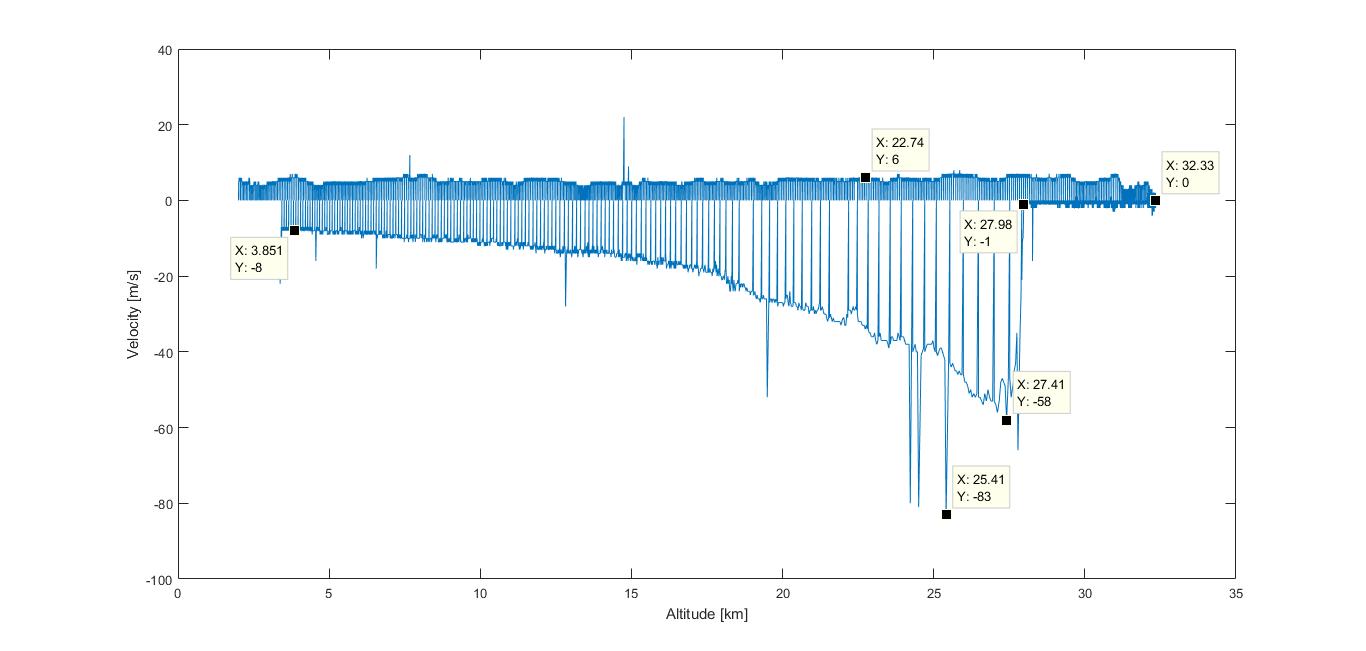 40
20
0
-20
-40
-60
-80
-100
Velocity [m/s]
X: 22.74
Y: 6
X: 32.33
Y: 0
X: 27.98
Y: -1
X: 3.851
Y: -8
X: 27.41
Y: -58
X: 25.41
Y: -83
0 5 10 15 20 25 30 35
Altitude [km]